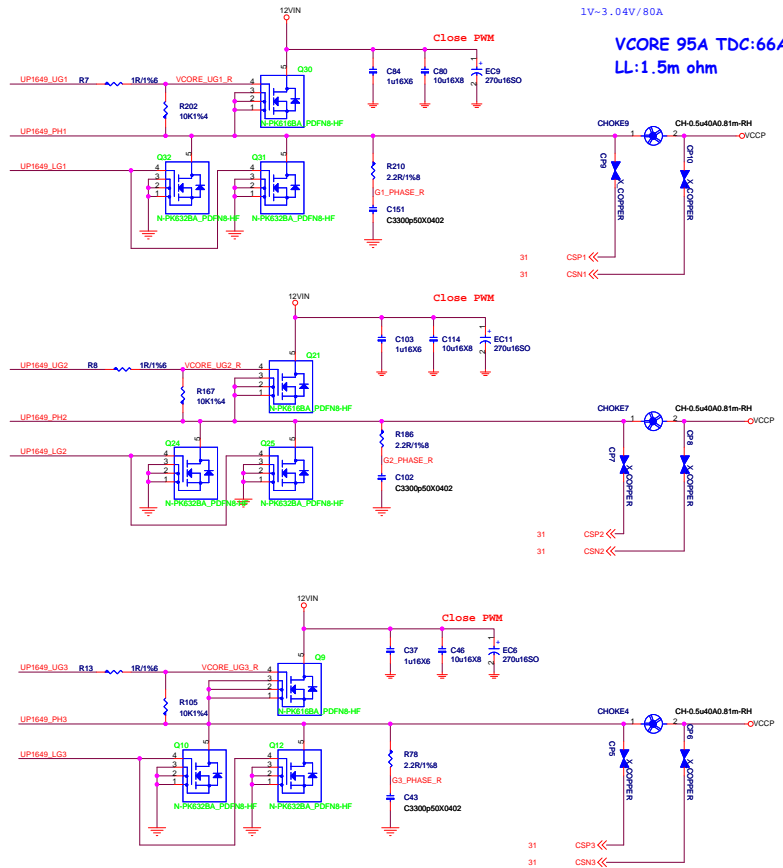 1V~3.04V/80A
VCORE 95A TDC:66A
LL:1.5m ohm
12VIN
Close PWM
Q30
C84
1u16X6
C80
10u16X8
EC9
270u16SO
UP1649_UG1
R7
1R/1%6
VCORE_UG1_R
R202
10K1%4
N-PK616BA_PDFN8-HF
UP1649_PH1
CHOKE9
CH-0.5u40A0.81m-RH
VCCP
Q32
Q31
UP1649_LG1
R210
2.2R/1%8
G1_PHASE_R
C151
C3300p50X0402
N-PK632BA_PDFN8-HF
N-PK632BA_PDFN8-HF
CP9
X_COPPER
CP10
X_COPPER
31
CSP1
31
CSN1
12VIN
Close PWM
Q21
C103
1u16X6
C114
10u16X8
EC11
270u16SO
UP1649_UG2
R8
1R/1%6
VCORE_UG2_R
R167
10K1%4
N-PK616BA_PDFN8-HF
UP1649_PH2
CHOKE7
CH-0.5u40A0.81m-RH
VCCP
Q24
Q25
UP1649_LG2
R186
2.2R/1%8
G2_PHASE_R
C102
C3300p50X0402
N-PK632BA_PDFN8-HF
N-PK632BA_PDFN8-HF
CP7
X_COPPER
CP8
X_COPPER
31
CSP2
31
CSN2
12VIN
Close PWM
Q9
C37
1u16X6
C46
10u16X8
EC6
270u16SO
UP1649_UG3
R13
1R/1%6
VCORE_UG3_R
R105
10K1%4
N-PK616BA_PDFN8-HF
UP1649_PH3
CHOKE4
CH-0.5u40A0.81m-RH
VCCP
Q10
Q12
UP1649_LG3
R78
2.2R/1%8
G3_PHASE_R
C43
C3300p50X0402
N-PK632BA_PDFN8-HF
N-PK632BA_PDFN8-HF
CP5
X_COPPER
CP6
X_COPPER
31
CSP3
31
CSN3